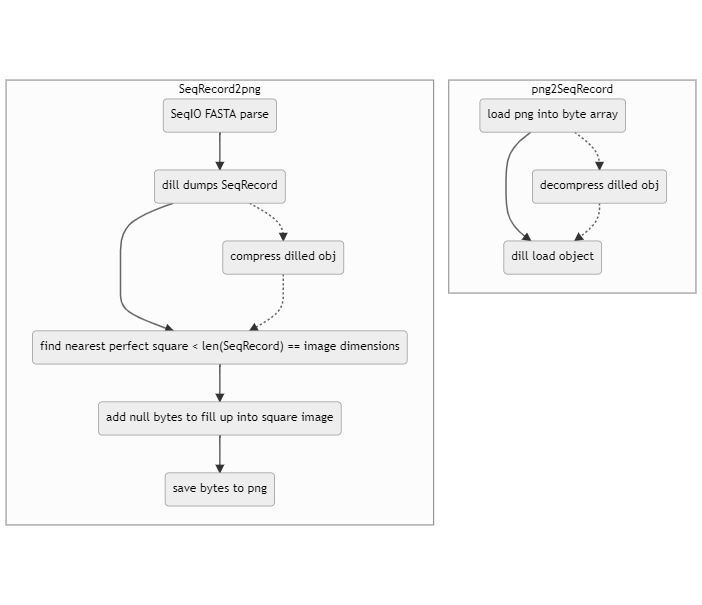 SeqRecord2png
SeqIO FASTA parse
dill dumps SeqRecord
compress dilled obj
find nearest perfect square < len(SeqRecord) == image dimensions
add null bytes to fill up into square image
save bytes to png
png2SeqRecord
load png into byte array
decompress dilled obj
dill load object